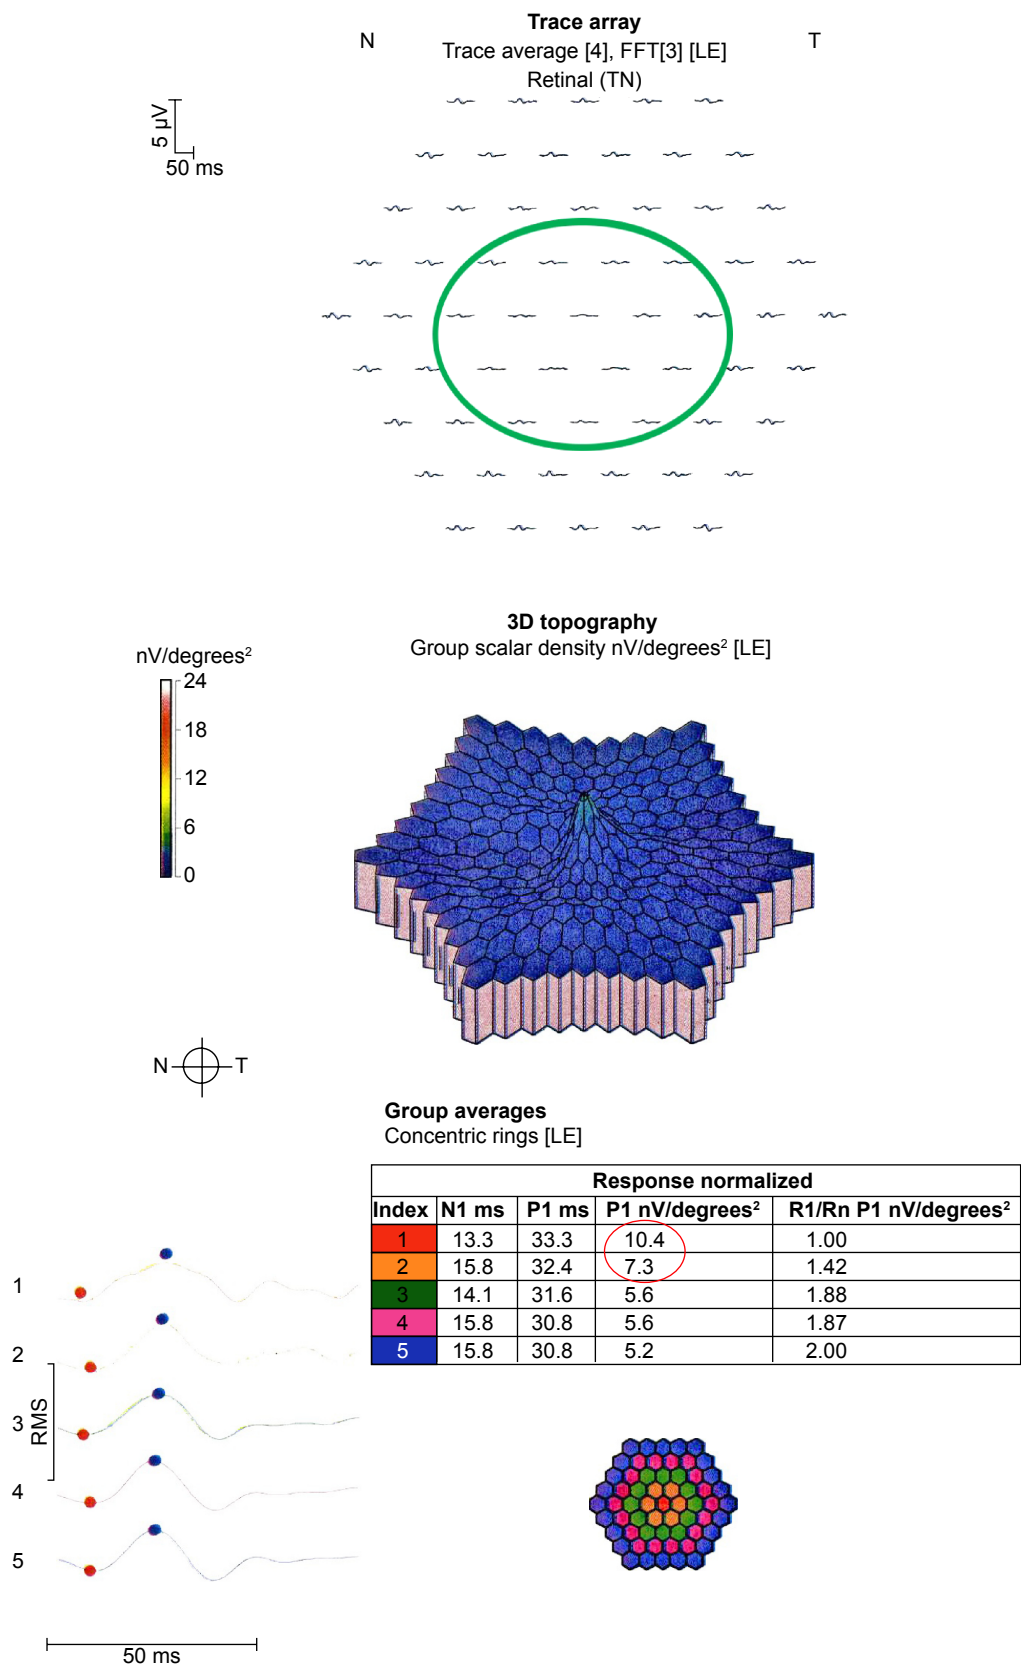 Trace array
N
T
Trace average [4], FFT[3] [LE]
Retinal (TN)
5 µV
50 ms
3D topography
Group scalar density nV/degrees² [LE]
nV/degrees²
24
18
12
6
0
N T
Group averages
Concentric rings [LE]
Response normalized
Index N1 ms P1 ms P1 nV/degrees² R1/Rn P1 nV/degrees²
1 13.3 33.3 10.4 1.00
2 15.8 32.4 7.3 1.42
3 14.1 31.6 5.6 1.88
4 15.8 30.8 5.6 1.87
5 15.8 30.8 5.2 2.00
1
2
3
4
5
RMS
50 ms